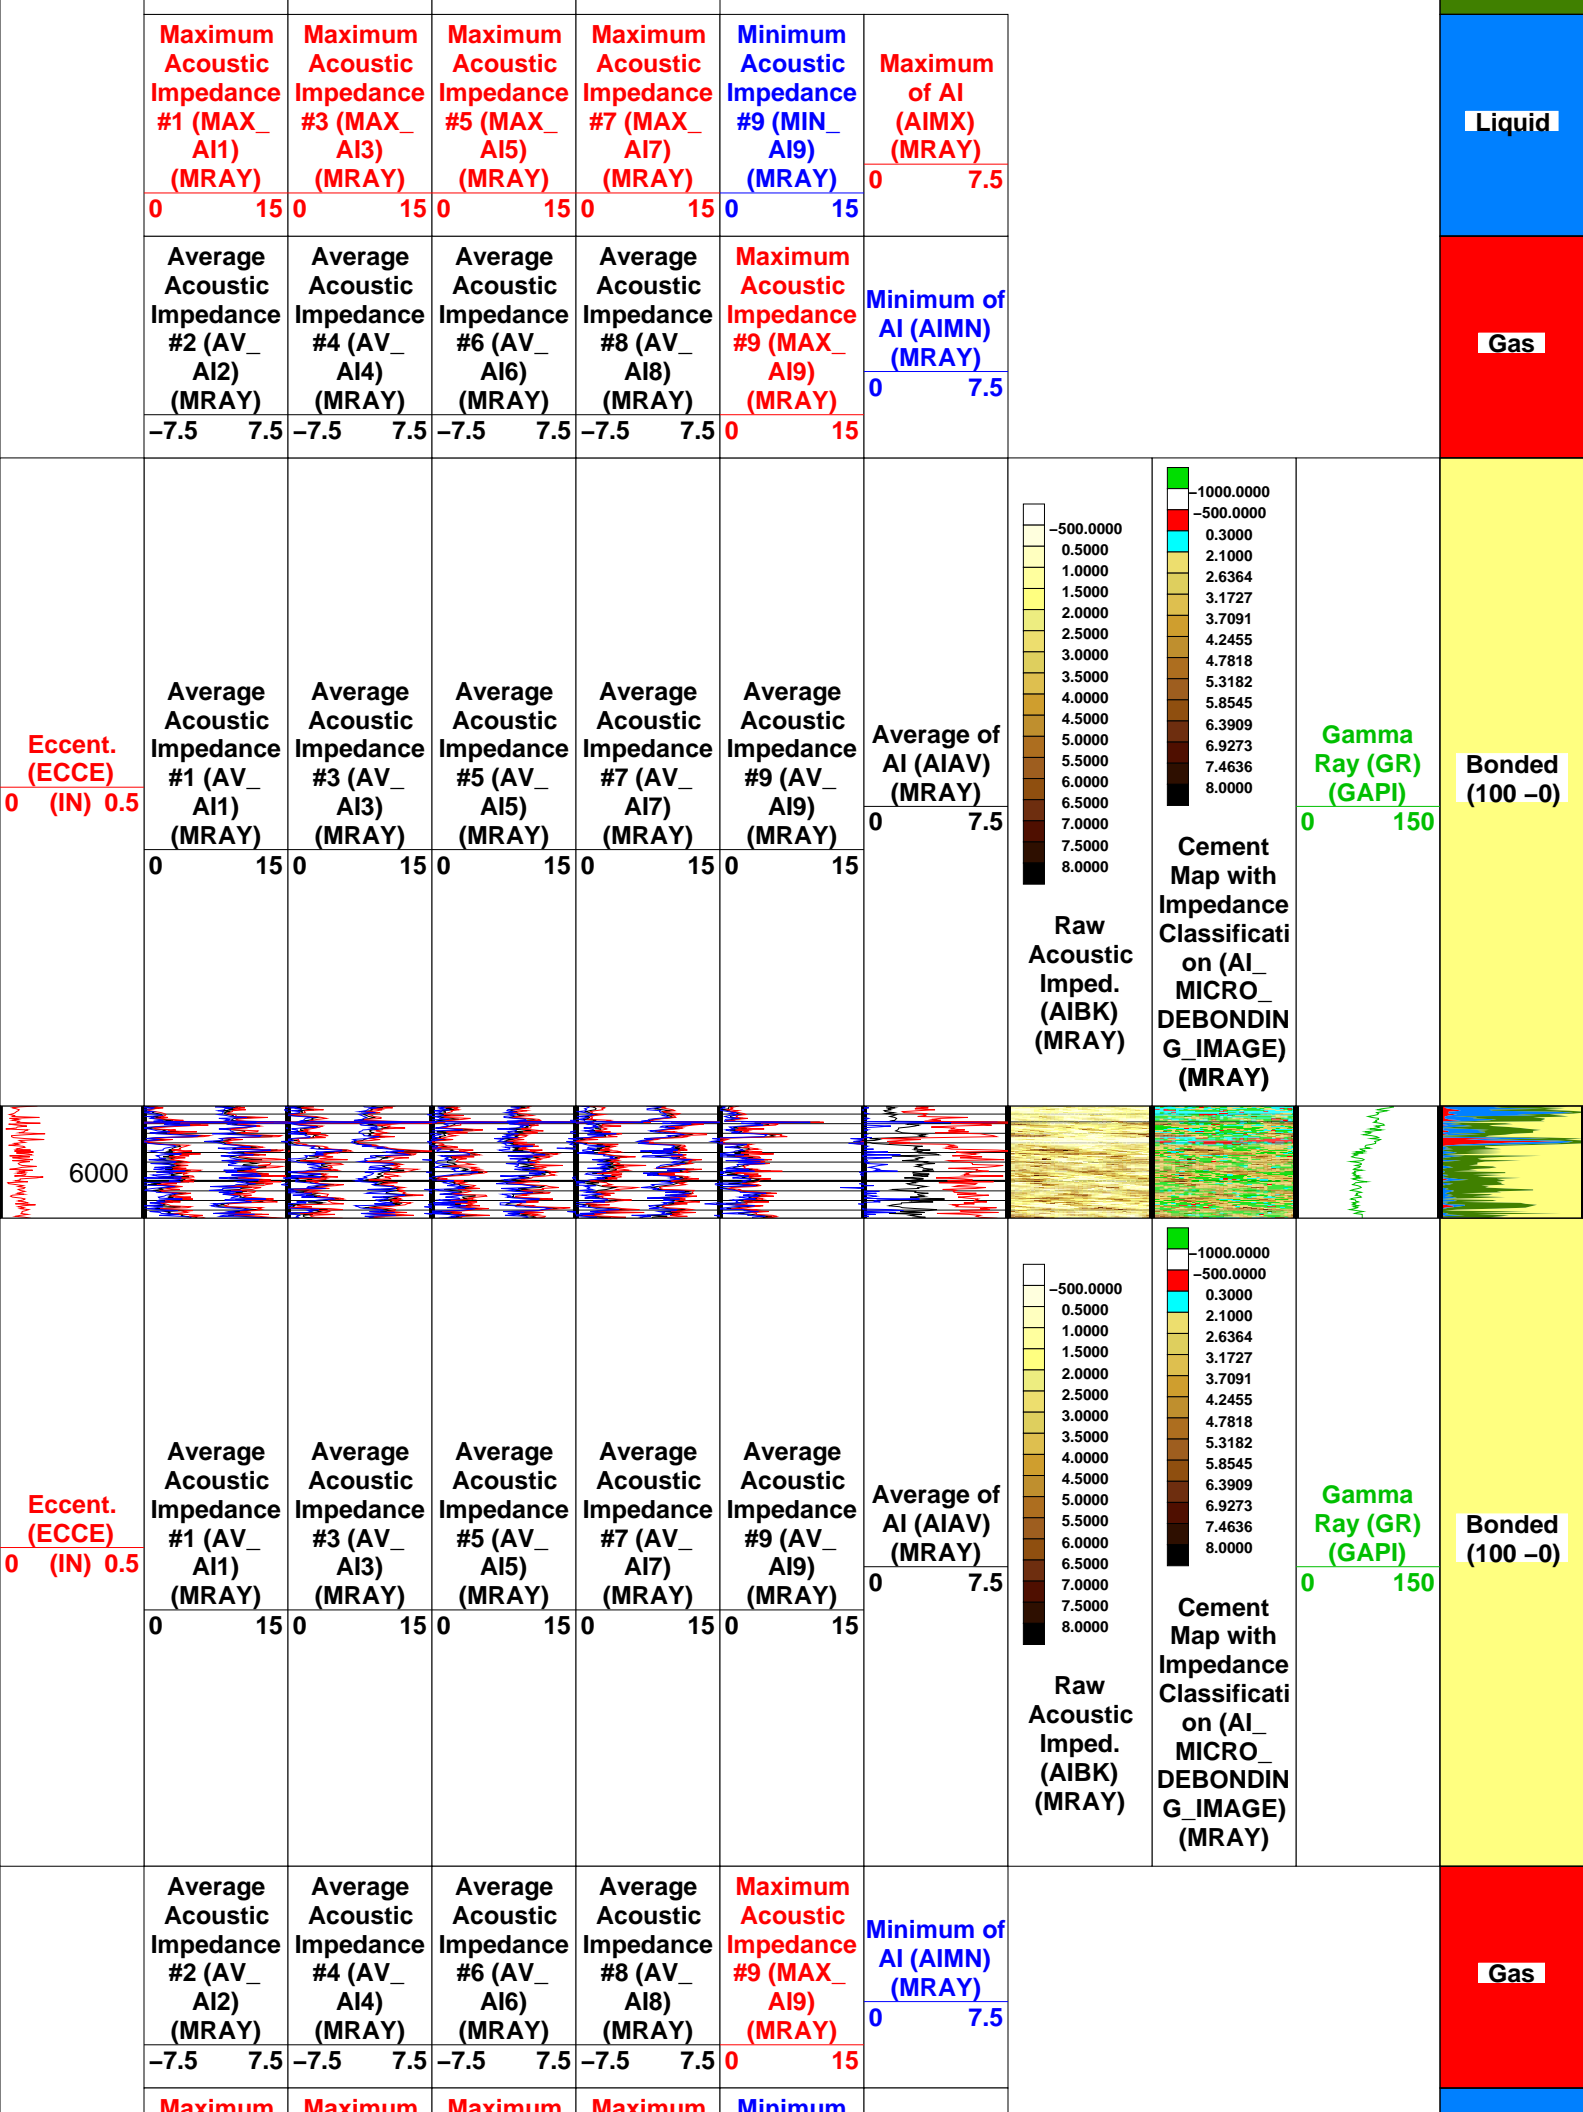 Maximum
Acoustic
Impedance
#1 (MAX_
AI1)
(MRAY)
0 15
Maximum
Acoustic
Impedance
#3 (MAX_
AI3)
(MRAY)
0 15
Maximum
Acoustic
Impedance
#5 (MAX_
AI5)
(MRAY)
0 15
Maximum
Acoustic
Impedance
#7 (MAX_
AI7)
(MRAY)
0 15
Minimum
Acoustic
Impedance
#9 (MIN_
AI9)
(MRAY)
0 15
Maximum
of AI
(AIMX)
(MRAY)
0 7.5
Liquid
Average
Acoustic
Impedance
#2 (AV_
AI2)
(MRAY)
−7.5 7.5
Average
Acoustic
Impedance
#4 (AV_
AI4)
(MRAY)
−7.5 7.5
Average
Acoustic
Impedance
#6 (AV_
AI6)
(MRAY)
−7.5 7.5
Average
Acoustic
Impedance
#8 (AV_
AI8)
(MRAY)
−7.5 7.5
Maximum
Acoustic
Impedance
#9 (MAX_
AI9)
(MRAY)
0 15
Minimum of
AI (AIMN)
(MRAY)
0 7.5
Gas
Eccent.
(ECCE)
0 (IN) 0.5
Average
Acoustic
Impedance
#1 (AV_
AI1)
(MRAY)
0 15
Average
Acoustic
Impedance
#3 (AV_
AI3)
(MRAY)
0 15
Average
Acoustic
Impedance
#5 (AV_
AI5)
(MRAY)
0 15
Average
Acoustic
Impedance
#7 (AV_
AI7)
(MRAY)
0 15
Average
Acoustic
Impedance
#9 (AV_
AI9)
(MRAY)
0 15
Average of
AI (AIAV)
(MRAY)
0 7.5
−500.0000
0.5000
1.0000
1.5000
2.0000
2.5000
3.0000
3.5000
4.0000
4.5000
5.0000
5.5000
6.0000
6.5000
7.0000
7.5000
8.0000
Raw
Acoustic
Imped.
(AIBK)
(MRAY)
−1000.0000
−500.0000
0.3000
2.1000
2.6364
3.1727
3.7091
4.2455
4.7818
5.3182
5.8545
6.3909
6.9273
7.4636
8.0000
Cement
Map with
Impedance
Classificati
on (AI_
MICRO_
DEBONDIN
G_IMAGE)
(MRAY)
Gamma
Ray (GR)
(GAPI)
0 150
Bonded
(100 −0)
6000
Eccent.
(ECCE)
0 (IN) 0.5
Average
Acoustic
Impedance
#1 (AV_
AI1)
(MRAY)
0 15
Average
Acoustic
Impedance
#3 (AV_
AI3)
(MRAY)
0 15
Average
Acoustic
Impedance
#5 (AV_
AI5)
(MRAY)
0 15
Average
Acoustic
Impedance
#7 (AV_
AI7)
(MRAY)
0 15
Average
Acoustic
Impedance
#9 (AV_
AI9)
(MRAY)
0 15
Average of
AI (AIAV)
(MRAY)
0 7.5
−500.0000
0.5000
1.0000
1.5000
2.0000
2.5000
3.0000
3.5000
4.0000
4.5000
5.0000
5.5000
6.0000
6.5000
7.0000
7.5000
8.0000
Raw
Acoustic
Imped.
(AIBK)
(MRAY)
−1000.0000
−500.0000
0.3000
2.1000
2.6364
3.1727
3.7091
4.2455
4.7818
5.3182
5.8545
6.3909
6.9273
7.4636
8.0000
Cement
Map with
Impedance
Classificati
on (AI_
MICRO_
DEBONDIN
G_IMAGE)
(MRAY)
Gamma
Ray (GR)
(GAPI)
0 150
Bonded
(100 −0)
Average
Acoustic
Impedance
#2 (AV_
AI2)
(MRAY)
−7.5 7.5
Average
Acoustic
Impedance
#4 (AV_
AI4)
(MRAY)
−7.5 7.5
Average
Acoustic
Impedance
#6 (AV_
AI6)
(MRAY)
−7.5 7.5
Average
Acoustic
Impedance
#8 (AV_
AI8)
(MRAY)
−7.5 7.5
Maximum
Acoustic
Impedance
#9 (MAX_
AI9)
(MRAY)
0 15
Minimum of
AI (AIMN)
(MRAY)
0 7.5
Gas
Maximum
Maximum
Maximum
Maximum
Minimum